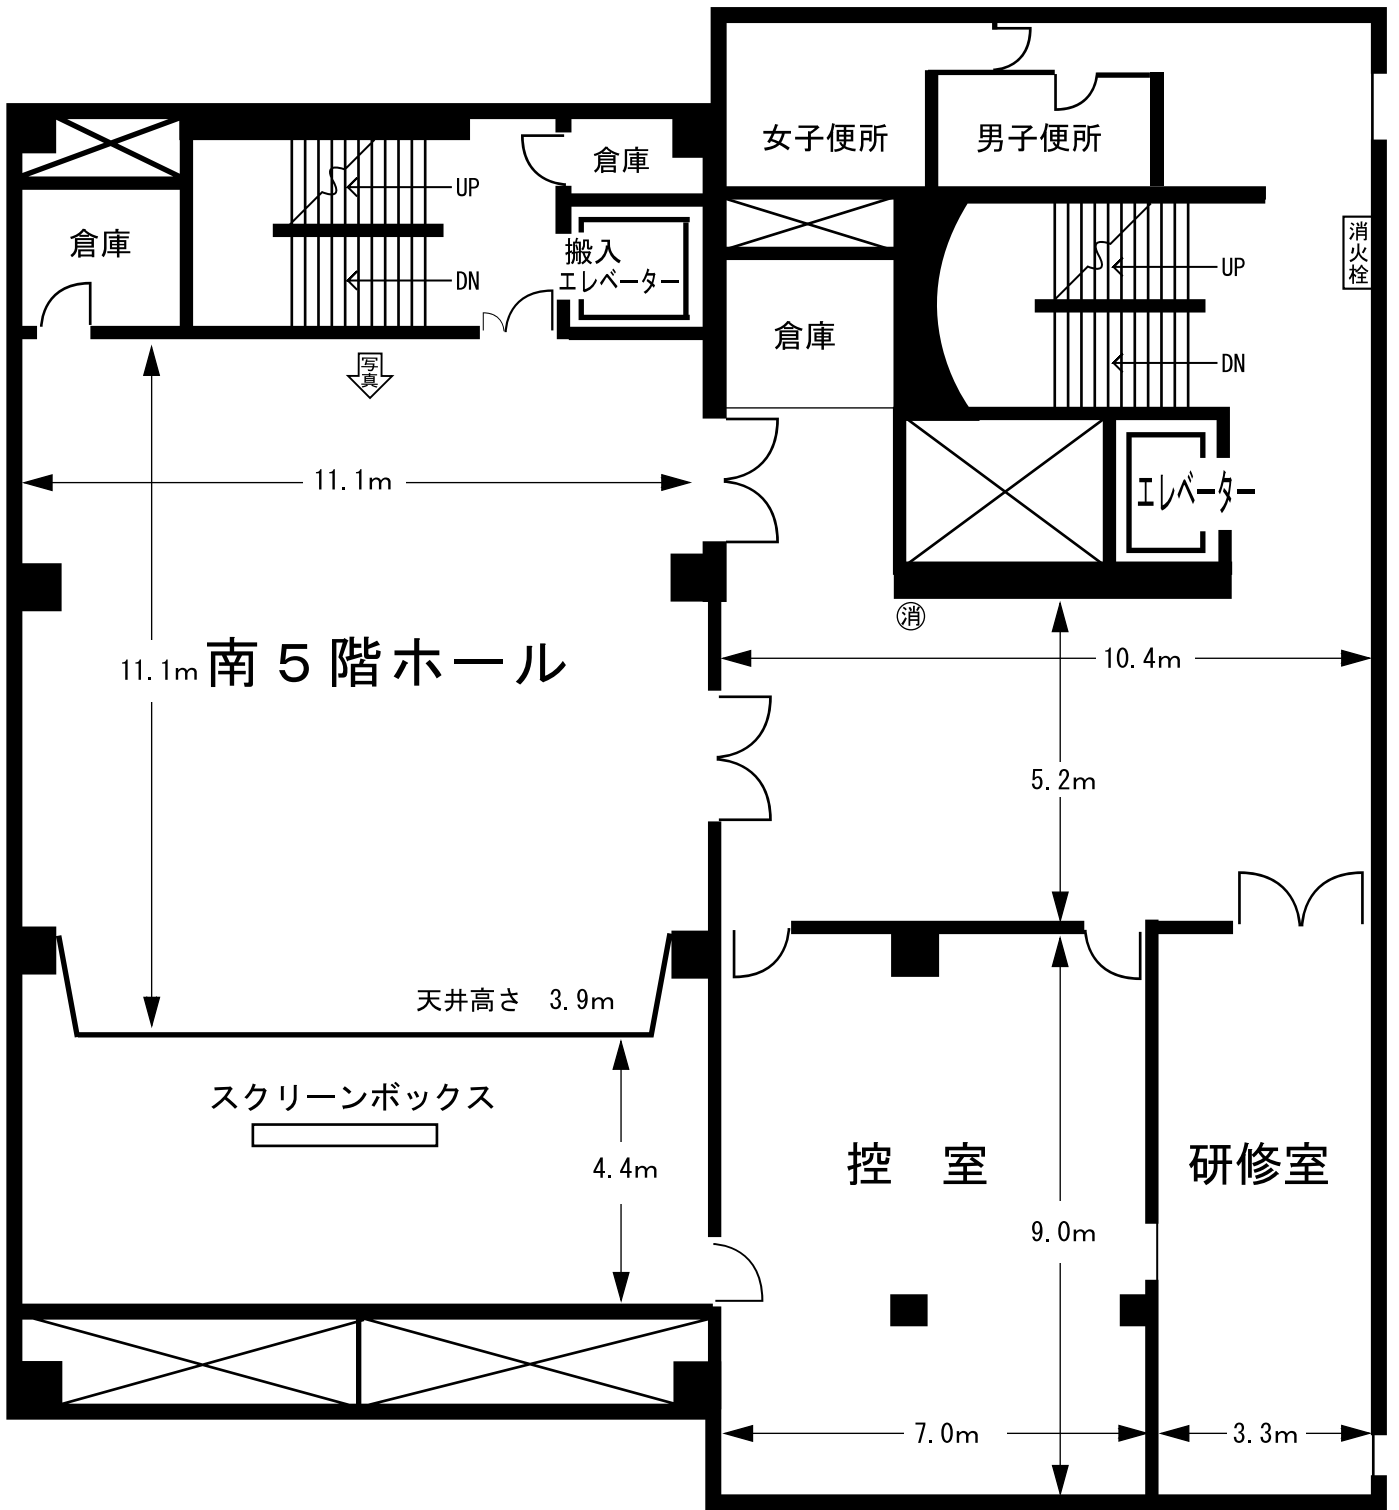 女子便所
男子便所
倉庫
UP
消火栓
倉庫
搬入
エレベーター
DN
UP
倉庫
DN
写真
11.1m
エレベーター
消
11.1m
南５階ホール
10.4m
5.2m
天井高さ 3.9m
スクリーンボックス
4.4m
控 室
研修室
9.0m
7.0m
3.3m